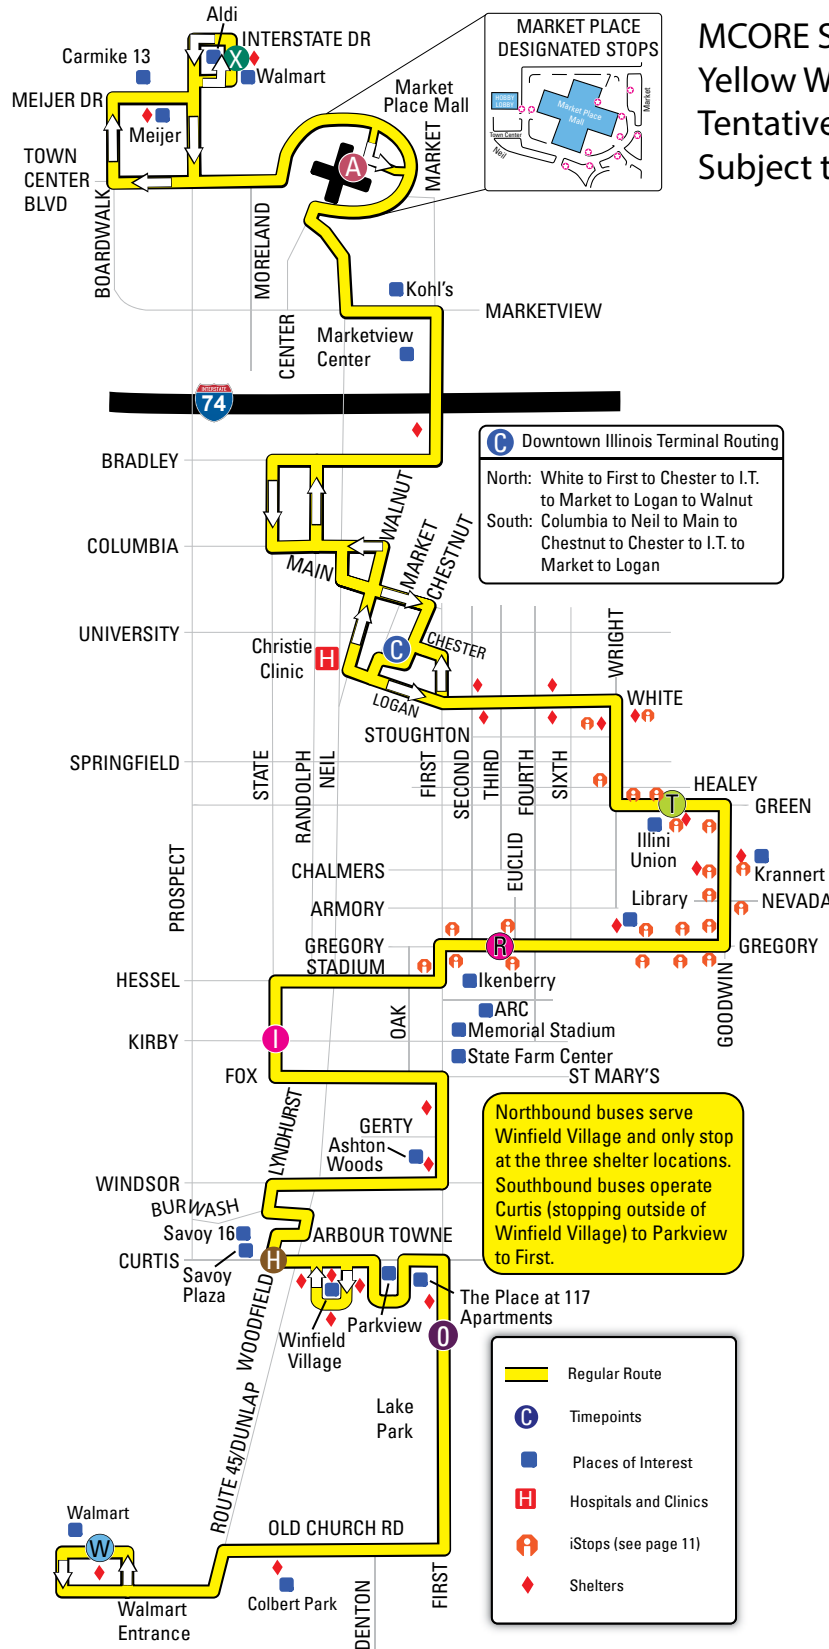 Aldi
INTERSTATE DR
Carmike 13
X
Walmart
MEIJER DR
Meijer
TOWN
CENTER
BLVD
BOARDWALK
MORELAND
CENTER
Market
Place Mall
MARKET
A
MARKET PLACE
DESIGNATED STOPS
HOBBY
LOBBY
Market Place
Mall
Market
Town Center
Neil
MCORE S
Yellow W
Tentative
Subject t
Kohl's
MARKETVIEW
Marketview
Center
INTERSTATE
74
BRADLEY
COLUMBIA
MAIN
WALNUT
MARKET
CHESTNUT
C Downtown Illinois Terminal Routing
North: White to First to Chester to I.T.
to Market to Logan to Walnut
South: Columbia to Neil to Main to
Chestnut to Chester to I.T. to
Market to Logan
UNIVERSITY
Christie
Clinic
H
C
CHESTER
LOGAN
WRIGHT
WHITE
STOUGHTON
SPRINGFIELD
STATE
RANDOLPH
NEIL
FIRST
SECOND
THIRD
FOURTH
SIXTH
HEALEY
T
GREEN
Illini
Union
Krannert
PROSPECT
CHALMERS
EUCLID
Library
NEVADA
ARMORY
GREGORY
STADIUM
R
GREGORY
GOODWIN
HESSEL
Ikenberry
OAK
ARC
Memorial Stadium
State Farm Center
KIRBY
I
FOX
ST MARY'S
LYNDHURST
GERTY
Ashton
Woods
WINDSOR
BURWASH
Savoy 16
ARBOUR TOWNE
CURTIS
H
Savoy
Plaza
Northbound buses serve
Winfield Village and only stop
at the three shelter locations.
Southbound buses operate
Curtis (stopping outside of
Winfield Village) to Parkview
to First.
WOODFIELD
Winfield
Village
Parkview
The Place at 117
Apartments
O
Lake
Park
ROUTE 45/DUNLAP
OLD CHURCH RD
Walmart
W
Walmart
Entrance
Colbert Park
DENTON
FIRST
Regular Route
C Timepoints
Places of Interest
H Hospitals and Clinics
iStops (see page 11)
Shelters